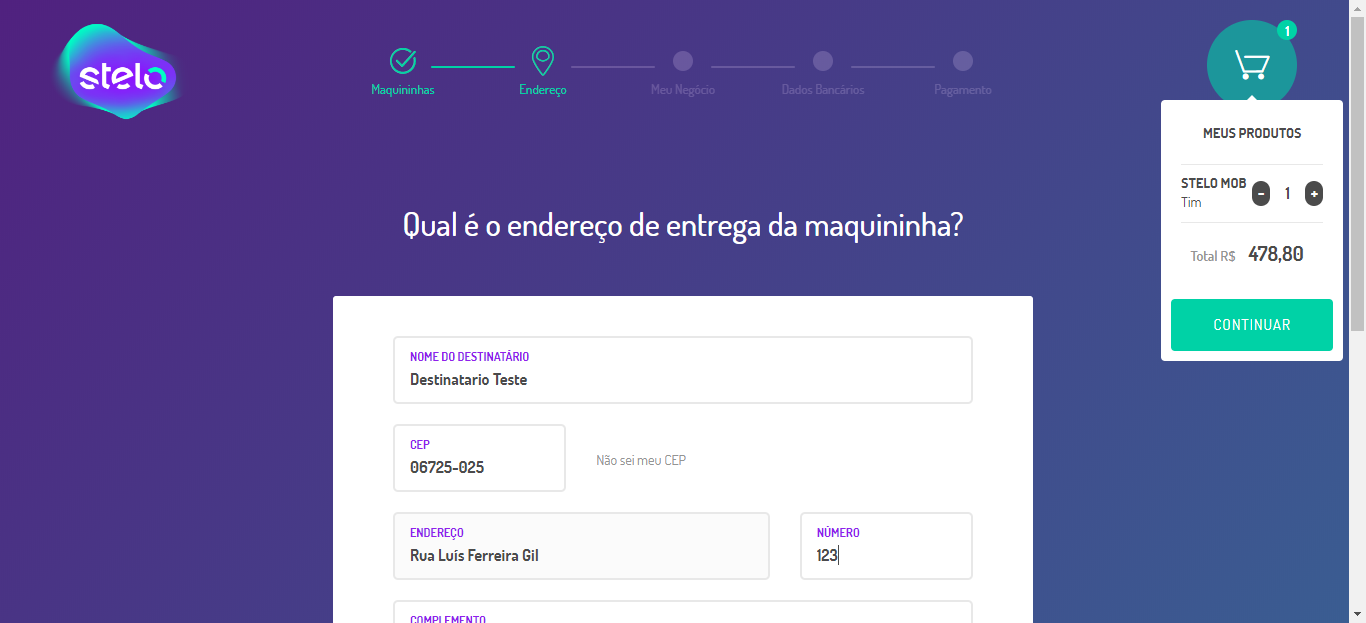 stelo
Maquininhas
Endereço
Meu Negócio
Dados Bancários
Pagamento
1
MEUS PRODUTOS
STELO MOB
Tim
- 1 +
Total R$ 478,80
CONTINUAR
Qual é o endereço de entrega da maquininha?
NOME DO DESTINATÁRIO
Destinatario Teste
CEP
06725-025
Não sei meu CEP
ENDEREÇO
Rua Luís Ferreira Gil
NÚMERO
123
COMPLEMENTO